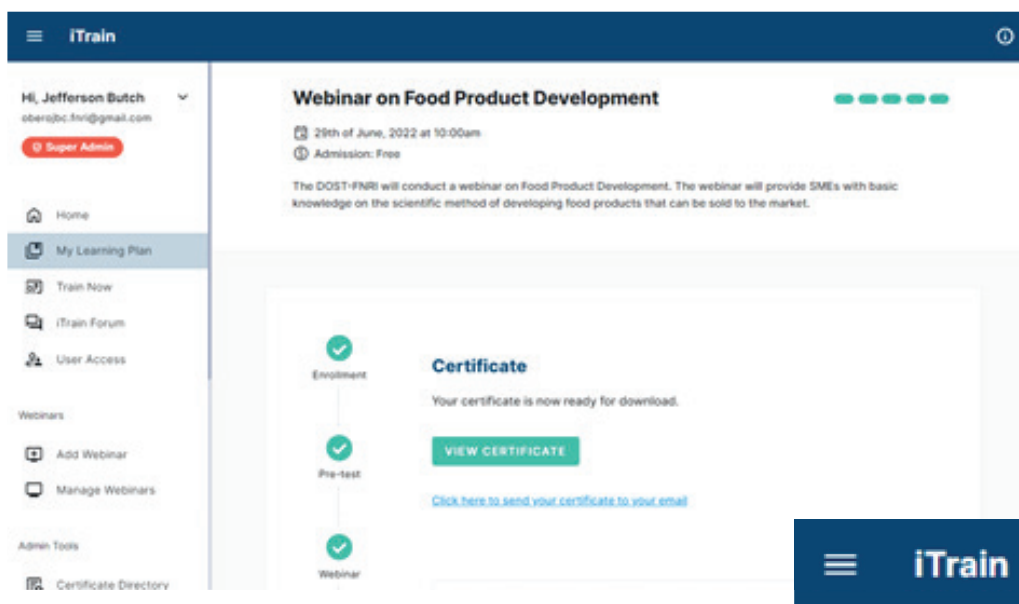 iTrain
Hi, Jefferson Butch
oberojbc.fnri@gmail.com
Super Admin
Home
My Learning Plan
Train Now
iTrain Forum
User Access
Webinars
Add Webinar
Manage Webinars
Admin Tools
Certificate Directory
Webinar on Food Product Development
29th of June, 2022 at 10:00am
Admission: Free
The DOST-FNRI will conduct a webinar on Food Product Development. The webinar will provide SMEs with basic
knowledge on the scientific method of developing food products that can be sold to the market.
Enrollment
Pre-test
Webinar
Certificate
Your certificate is now ready for download.
VIEW CERTIFICATE
Click here to send your certificate to your email
iTrain